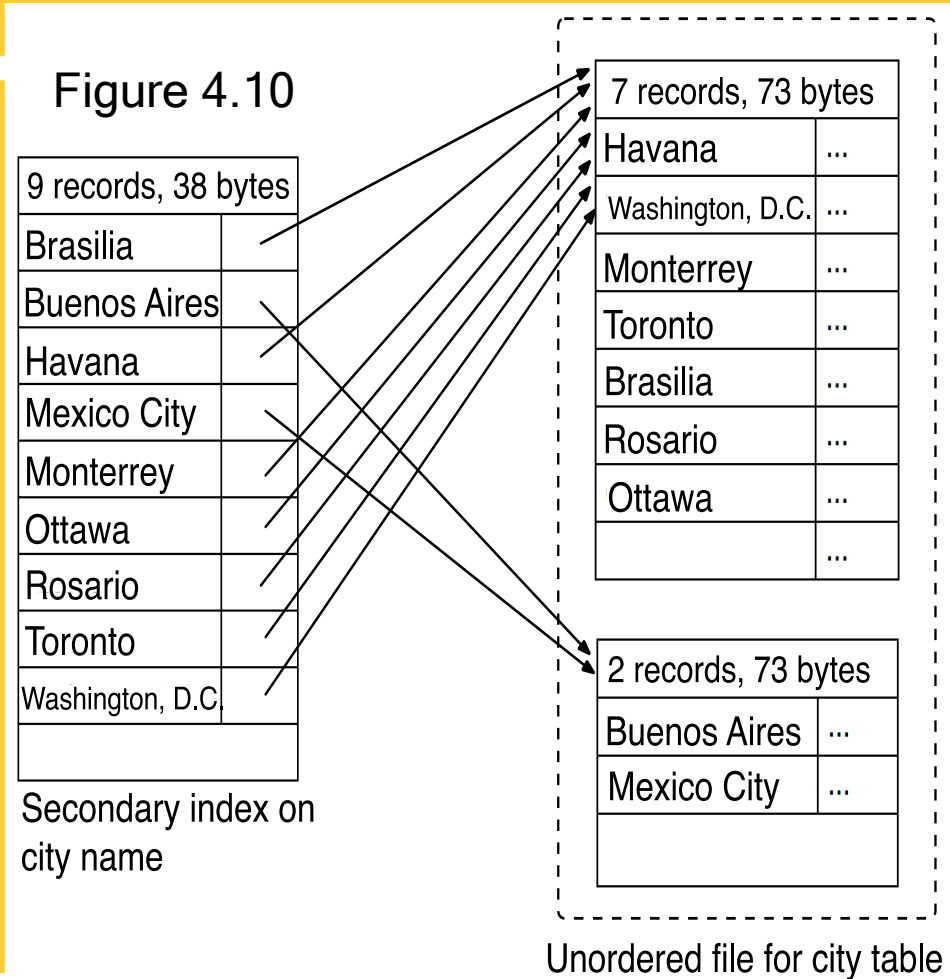 Figure 4.10
9 records, 38 bytes
Brasilia
Buenos Aires
Havana
Mexico City
Monterrey
Ottawa
Rosario
Toronto
Washington, D.C.
Secondary index on
city name
7 records, 73 bytes
Havana ...
Washington, D.C. ...
Monterrey ...
Toronto ...
Brasilia ...
Rosario ...
Ottawa ...
...
2 records, 73 bytes
Buenos Aires ...
Mexico City ...
Unordered file for city table